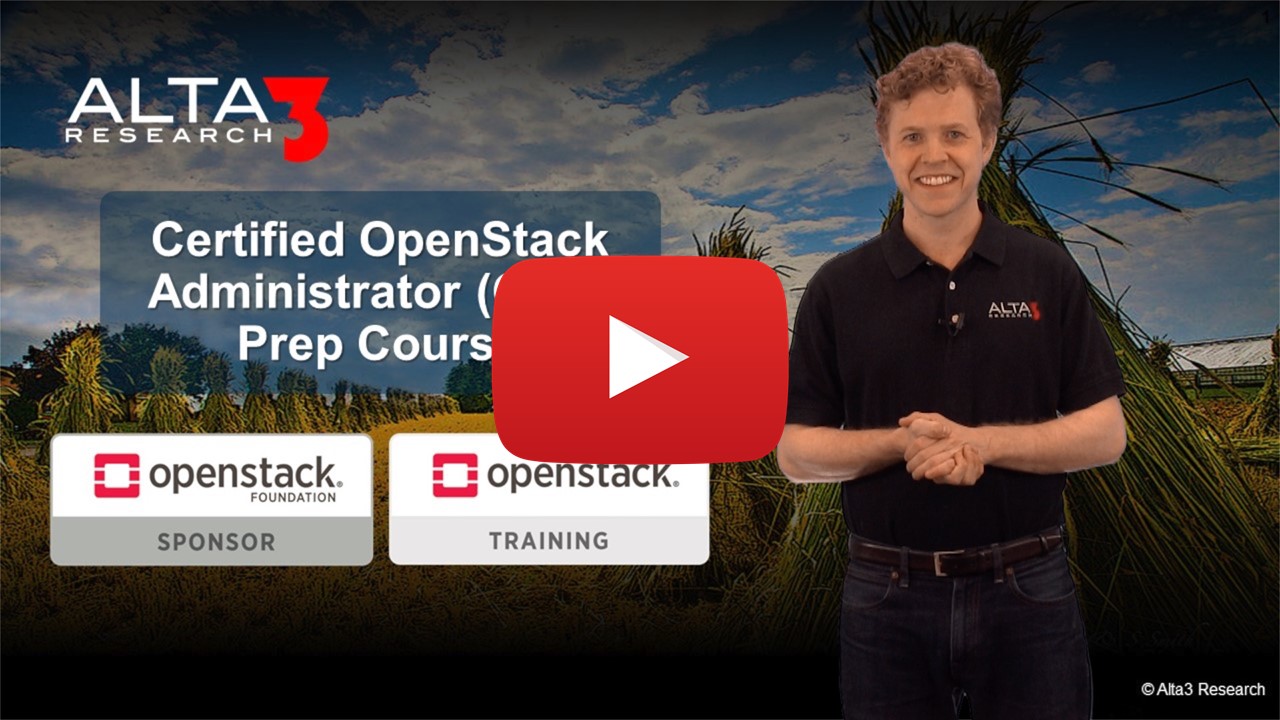 ALTA3
RESEARCH
Certified OpenStack
Administrator (
Prep Cours
openstack®
FOUNDATION
SPONSOR
openstack®
TRAINING
ALTA3
RESEARCH
© Alta3 Research